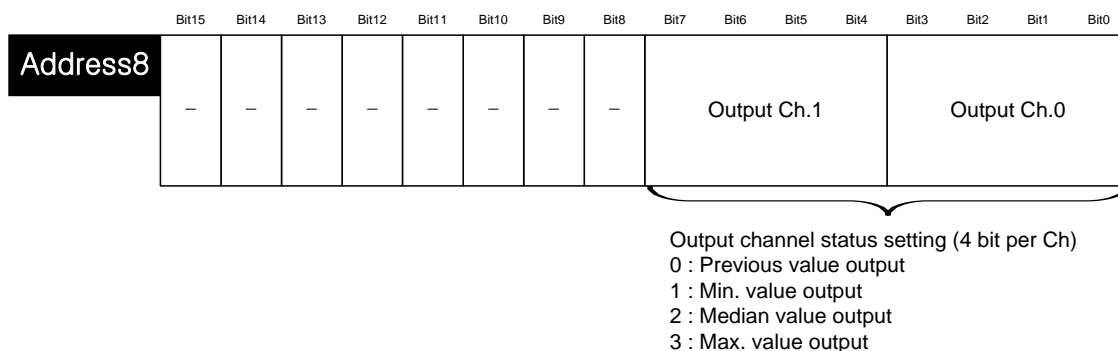 Bit15 Bit14 Bit13 Bit12 Bit11 Bit10 Bit9 Bit8 Bit7 Bit6 Bit5 Bit4 Bit3 Bit2 Bit1 Bit0
Address8
– – – – – – – – Output Ch.1 Output Ch.0
Output channel status setting (4 bit per Ch)
0 : Previous value output
1 : Min. value output
2 : Median value output
3 : Max. value output